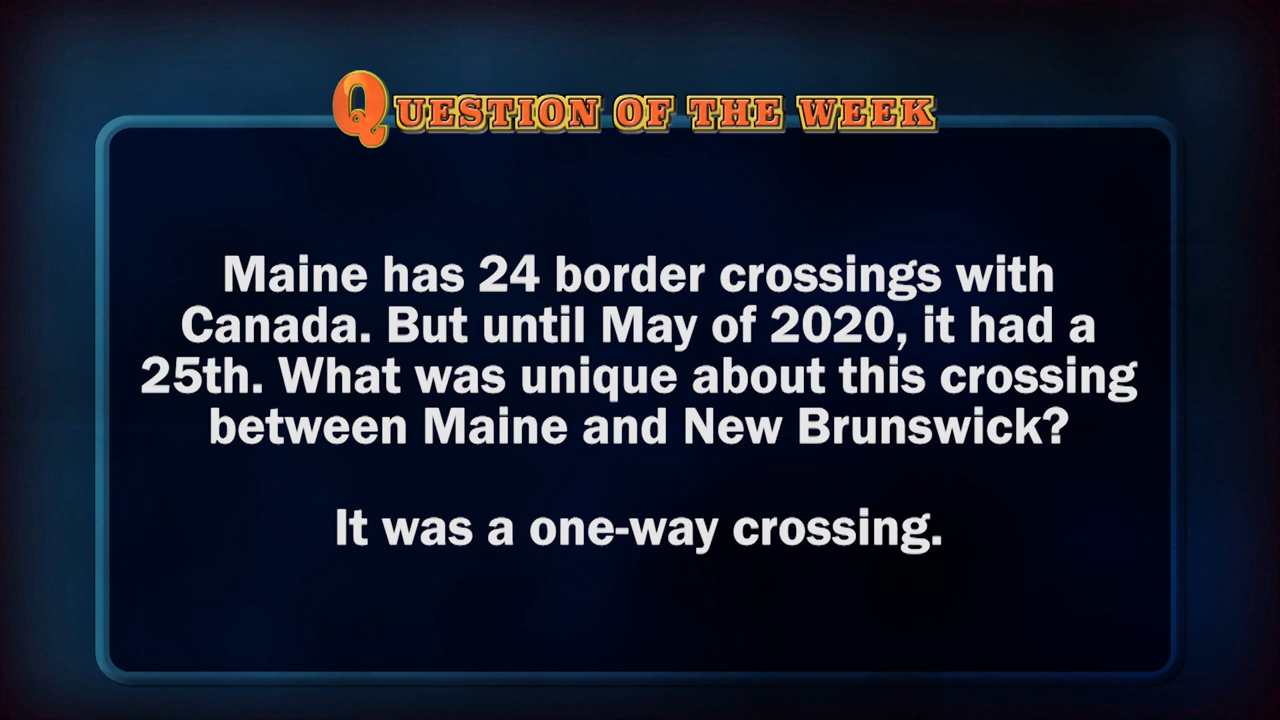 QUESTION OF THE WEEK
Maine has 24 border crossings with
Canada. But until May of 2020, it had a
25th. What was unique about this crossing
between Maine and New Brunswick?
It was a one-way crossing.